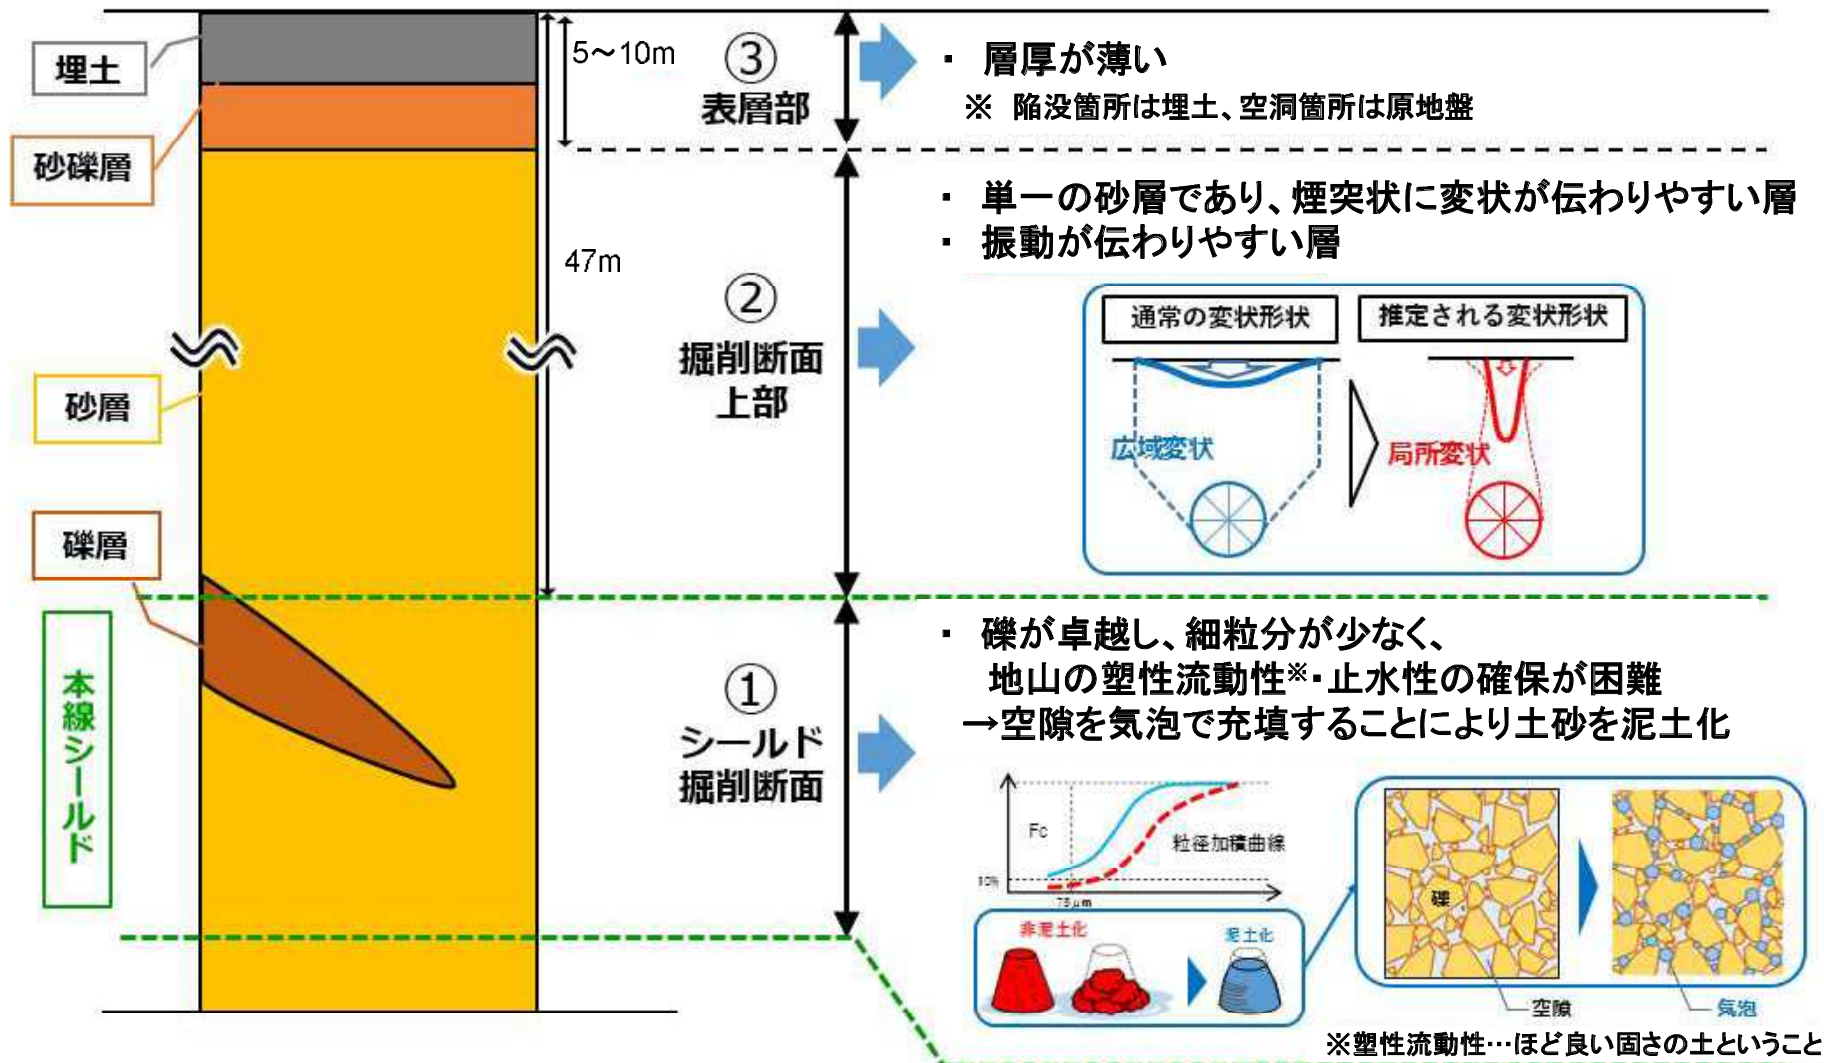 埋土
砂礫層
砂層
礫層
本線シールド
5～10m
47m
③
表層部
・ 層厚が薄い
※ 陥没箇所は埋土、空洞箇所は原地盤
②
掘削断面
上部
・ 単一の砂層であり、煙突状に変状が伝わりやすい層
・ 振動が伝わりやすい層
通常の変状形状
推定される変状形状
広域変状
局所変状
①
シールド
掘削断面
・ 礫が卓越し、細粒分が少なく、
地山の塑性流動性※・止水性の確保が困難
→空隙を気泡で充填することにより土砂を泥土化
Fc
粒径加積曲線
10%
75μm
非泥土化
泥土化
礫
空隙
気泡
※塑性流動性…ほど良い固さの土ということ